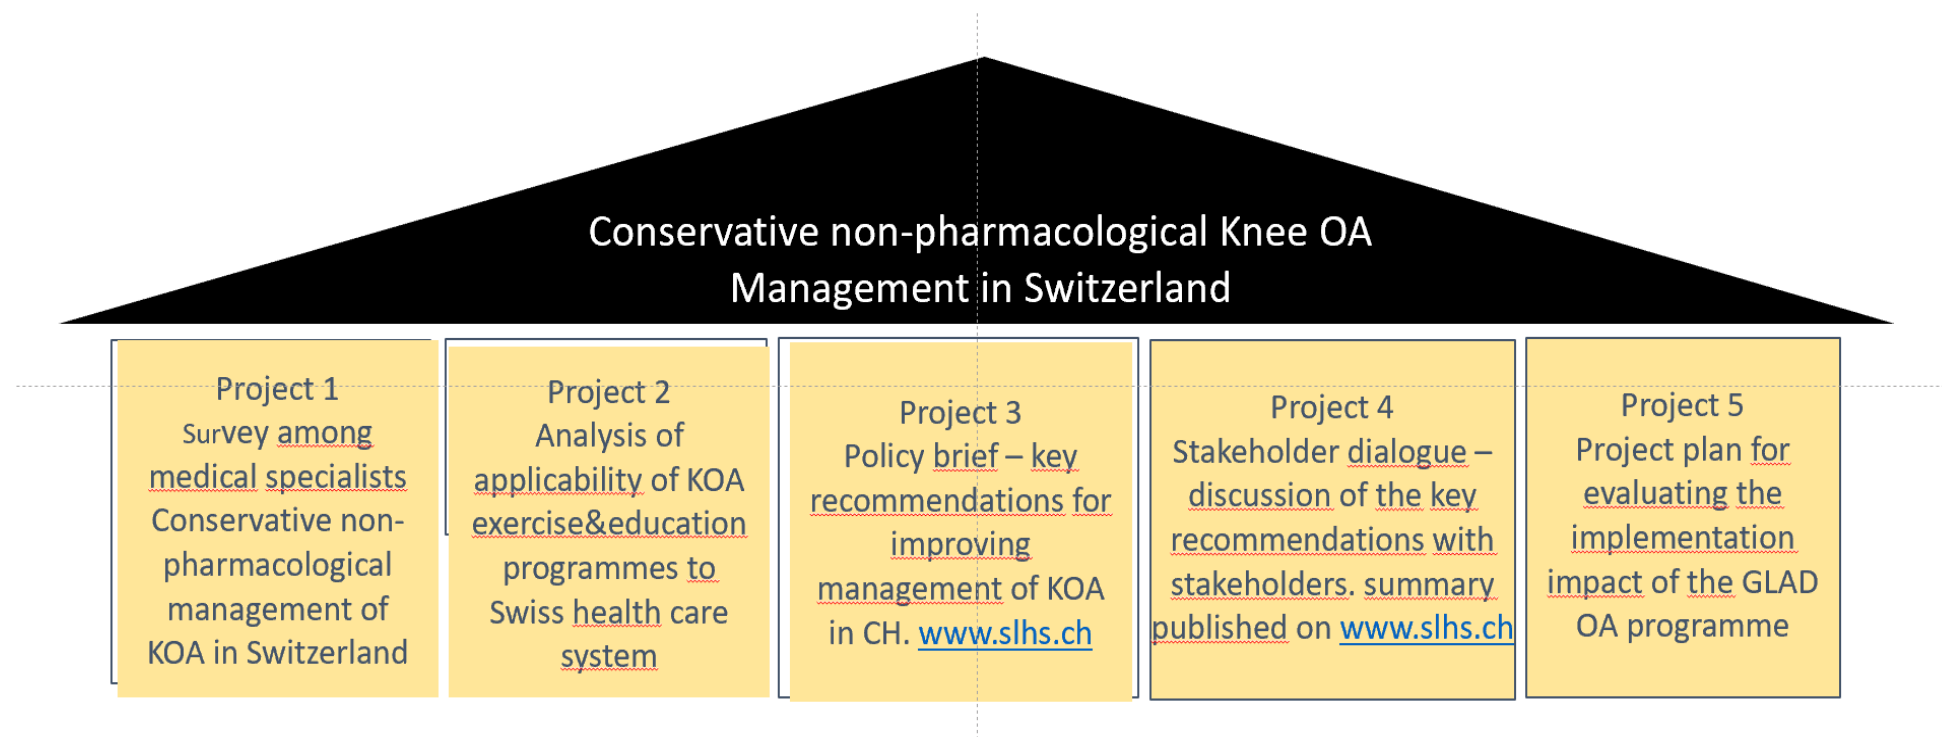 Conservative non-pharmacological Knee OA
Management in Switzerland
Project 1
Survey among
medical specialists
Conservative non-
pharmacological
management of
KOA in Switzerland
Project 2
Analysis of
applicability of KOA
exercise&education
programmes to
Swiss health care
system
Project 3
Policy brief – key
recommendations for
improving
management of KOA
in CH. www.slhs.ch
Project 4
Stakeholder dialogue –
discussion of the key
recommendations with
stakeholders. summary
published on www.slhs.ch
Project 5
Project plan for
evaluating the
implementation
impact of the GLAD
OA programme